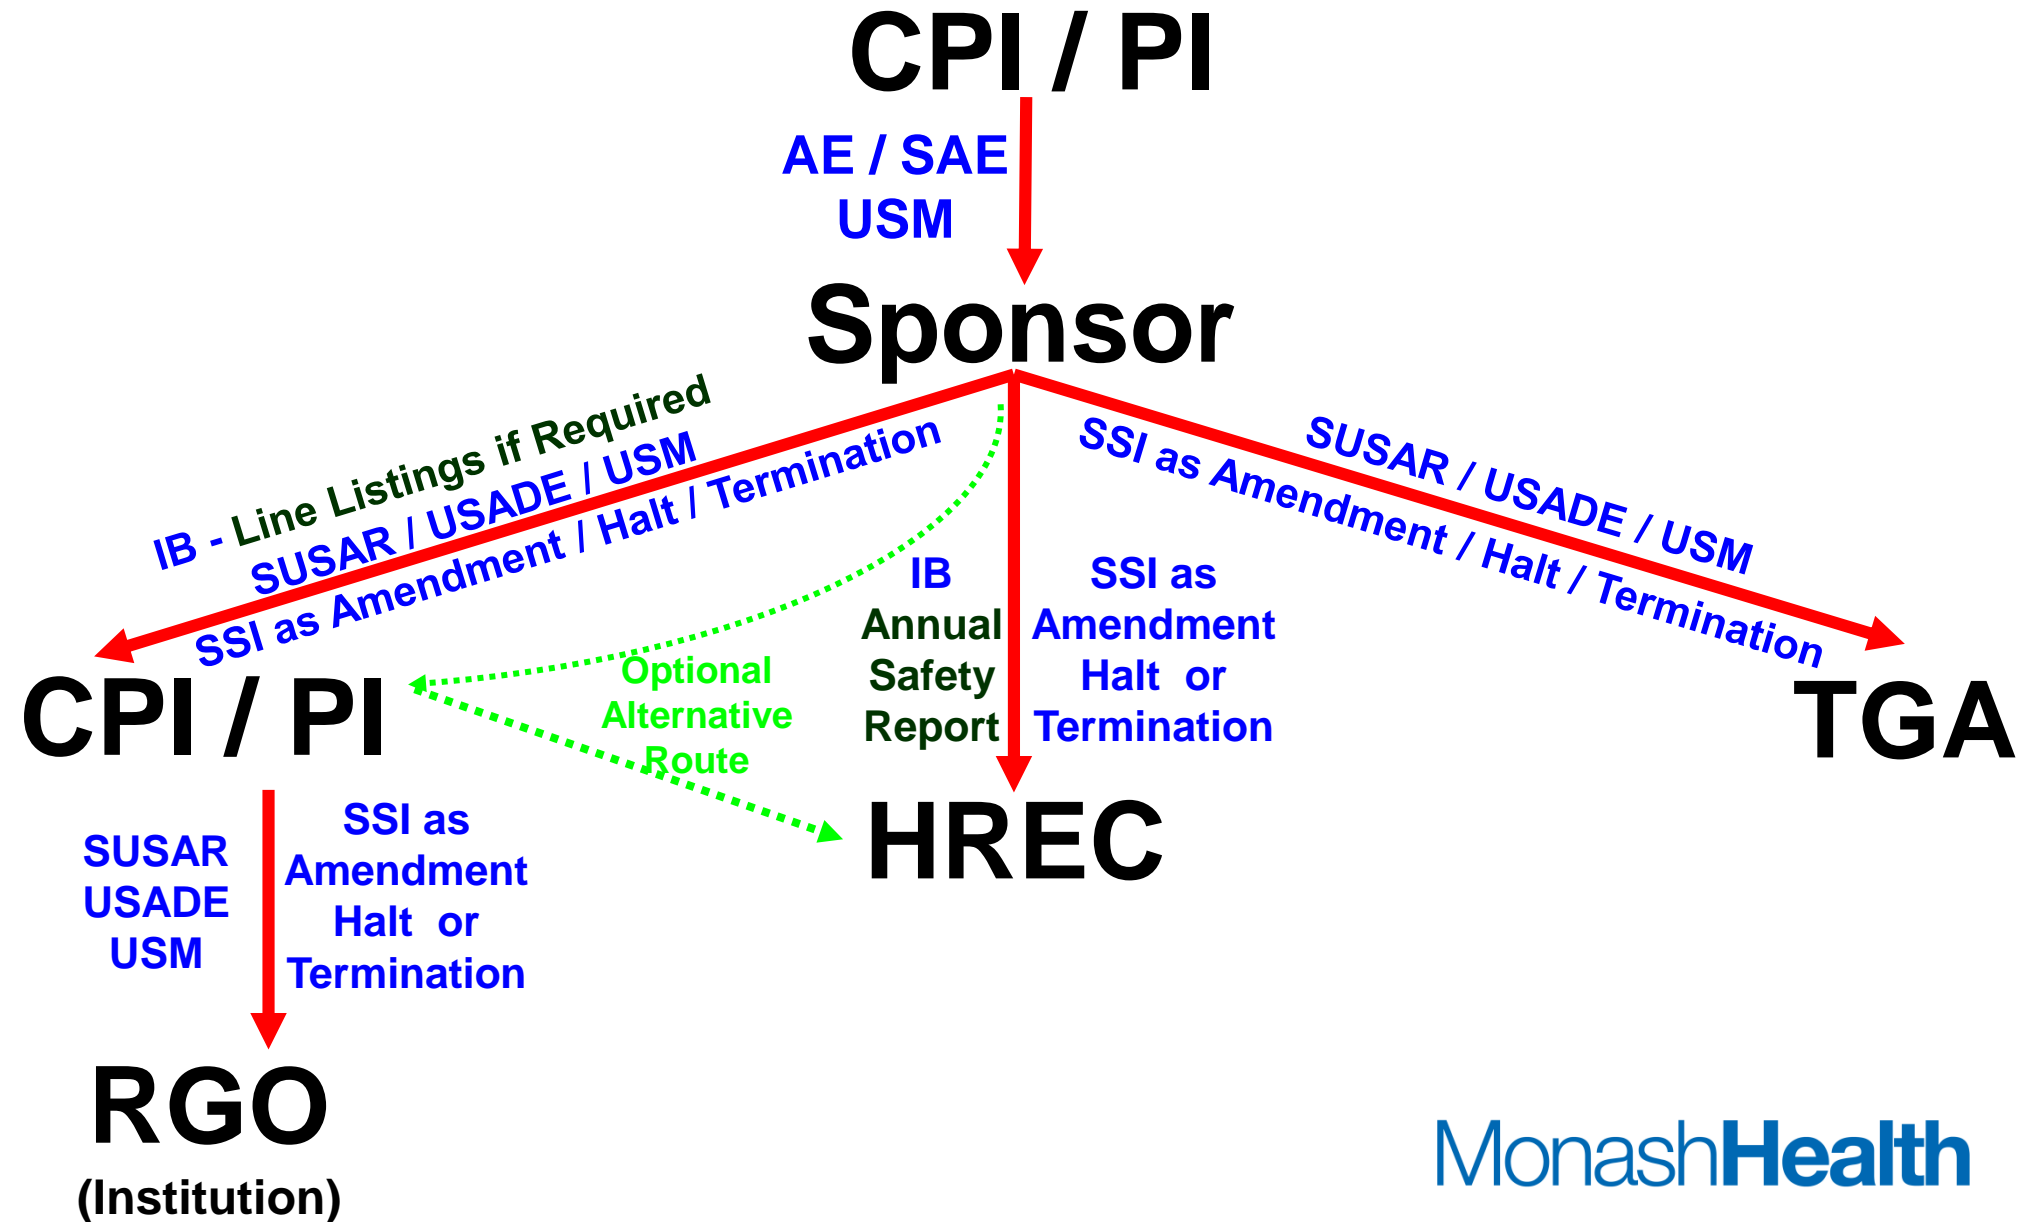 CPI / PI
AE / SAE
USM
Sponsor
IB - Line Listings if Required
SUSAR / USADE / USM
SSI as Amendment / Halt / Termination
SUSAR / USADE / USM
SSI as Amendment / Halt / Termination
IB
Annual
Safety
Report
SSI as
Amendment
Halt or
Termination
Optional
Alternative
Route
CPI / PI
TGA
HREC
SUSAR
USADE
USM
SSI as
Amendment
Halt or
Termination
RGO
(Institution)
MonashHealth